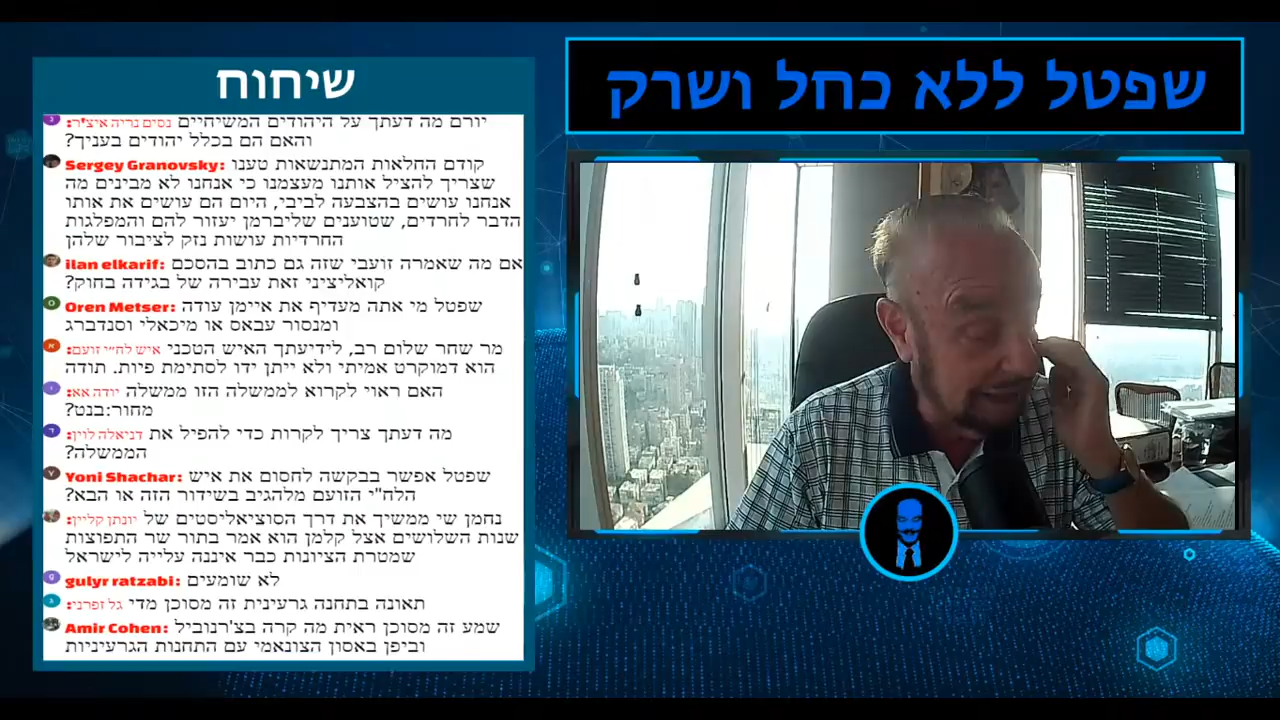 שפטל ללא כחל ושרק
שיחוח
נסים נריה איצ'ר: יורם מה דעתך על היהודים המשיחיים
והאם הם בכלל יהודים בעניך?
Sergey Granovsky: קודם החלאות המתנשאות טענו
שצריך להציל אותנו מעצמנו כי אנחנו לא מבינים מה
אנחנו עושים בהצבעה לביבי, היום הם עושים את אותו
הדבר לחרדים, שטוענים שליברמן יעזור להם והמפלגות
החרדיות עושות נזק לציבור שלהן
ilan elkarif: אם מה שאמרה זועבי שזה גם כתוב בהסכם
קואליציני זאת עבירה של בגידה בחוק?
Oren Metser: שפטל מי אתה מעדיף את איימן עודה
ומנסור עבאס או מיכאלי וסנדברג
איש לח״י זועם: מר שחר שלום רב, לידיעתך האיש הטכני
הוא דמוקרט אמיתי ולא ייתן ידו לסתימת פיות. תודה
יודה אא: האם ראוי לקרוא לממשלה הזו ממשלה
מחור:בנט?
דניאלה לוין: מה דעתך צריך לקרות כדי להפיל את
הממשלה?
Yoni Shachar: שפטל אפשר בבקשה לחסום את איש
הלח"י הזועם מלהגיב בשידור הזה או הבא?
יונתן קליין: נחמן שי ממשיך את דרך הסוציאליסטים של
שנות השלושים אצל קלמן הוא אמר בתור שר התפוצות
שמטרת הציונות כבר איננה עלייה לישראל
gulyr ratzabi: לא שומעים
גל זפרני: תאונה בתחנה גרעינית זה מסוכן מדי
Amir Cohen: שמע זה מסוכן ראית מה קרה בצ'רנוביל
וביפן באסון הצונאמי עם התחנות הגרעיניות